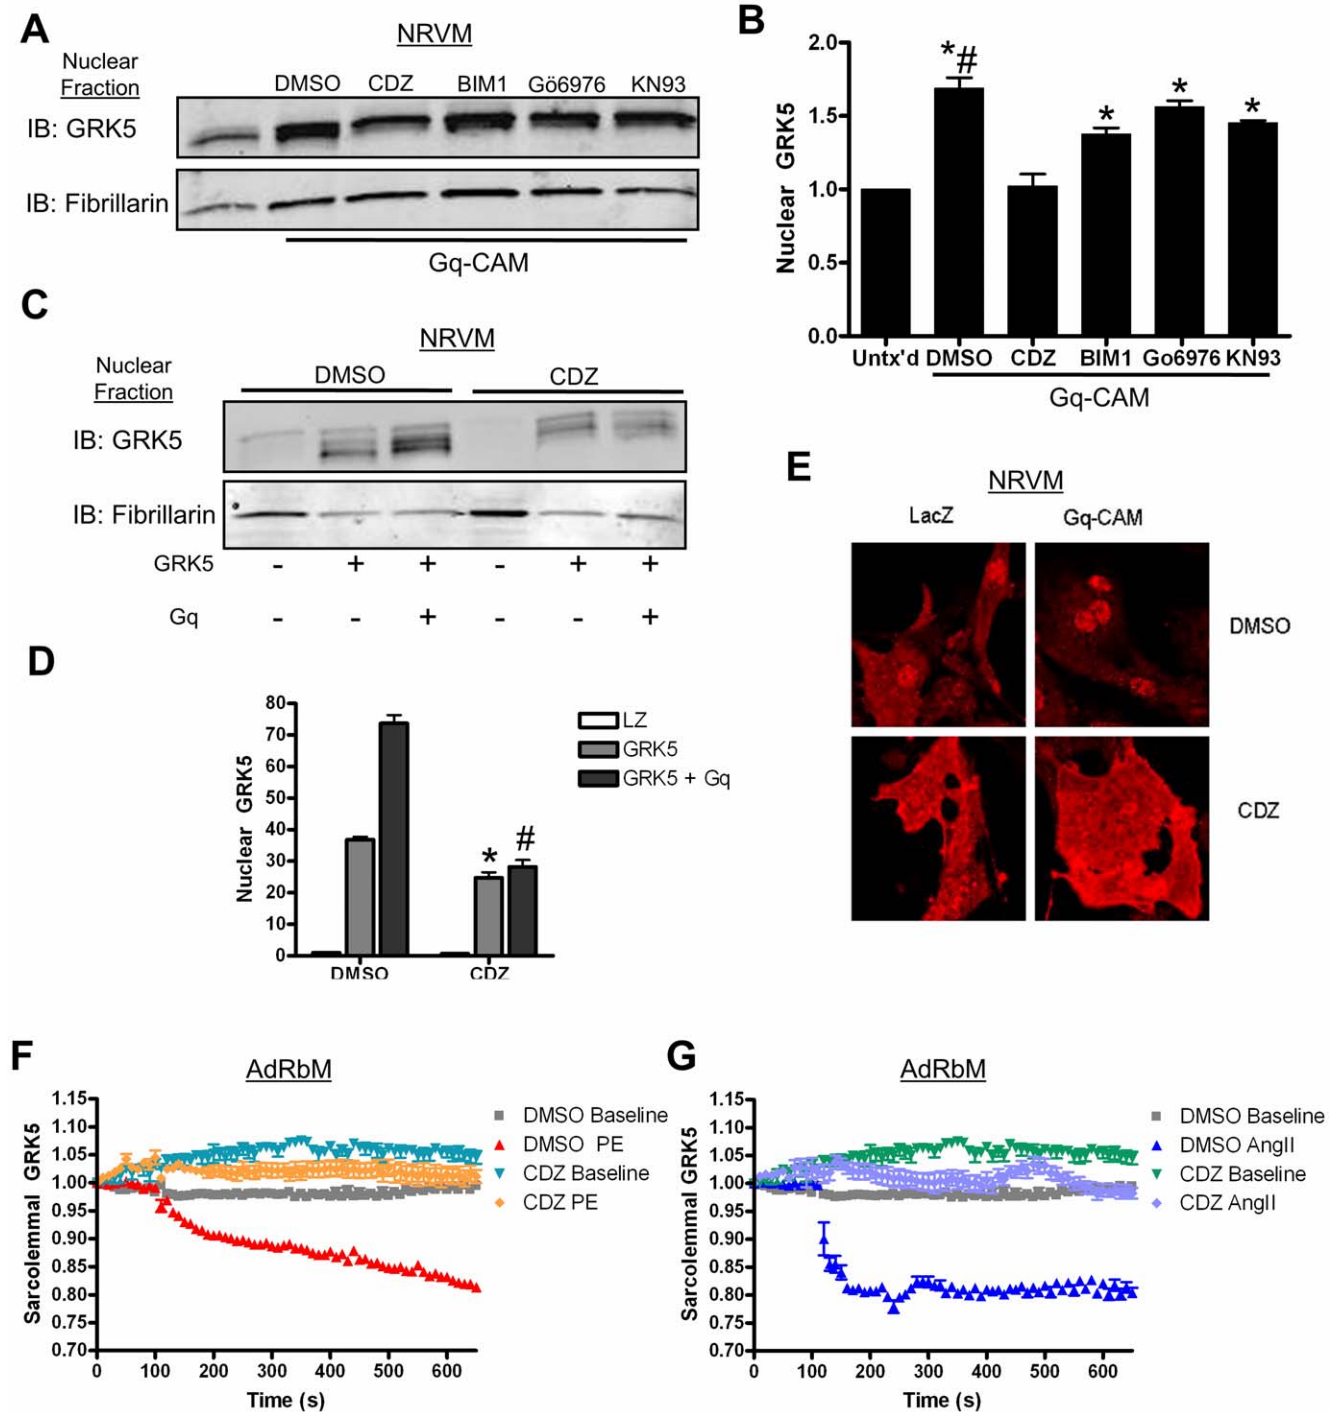 A
NRVM
Nuclear
Fraction
DMSO CDZ BIM1 Gö6976 KN93
IB: GRK5
IB: Fibrillarin
Gq-CAM
B
2.0
1.5
1.0
0.5
0.0
Nuclear GRK5
*# * * *
Untx'd DMSO CDZ BIM1 Go6976 KN93
Gq-CAM
C
NRVM
Nuclear
Fraction
DMSO CDZ
IB: GRK5
IB: Fibrillarin
GRK5 - + + - + +
Gq - - + - - +
D
80
70
60
50
40
30
20
10
0
Nuclear GRK5
* #
DMSO CDZ
LZ
GRK5
GRK5 + Gq
E
NRVM
LacZ Gq-CAM
DMSO
CDZ
F
AdRbM
1.15
1.10
1.05
1.00
0.95
0.90
0.85
0.80
0.75
0.70
Sarcolemmal GRK5
0 100 200 300 400 500 600
Time (s)
DMSO Baseline
DMSO PE
CDZ Baseline
CDZ PE
G
AdRbM
1.15
1.10
1.05
1.00
0.95
0.90
0.85
0.80
0.75
0.70
Sarcolemmal GRK5
0 100 200 300 400 500 600
Time (s)
DMSO Baseline
DMSO AngII
CDZ Baseline
CDZ AngII